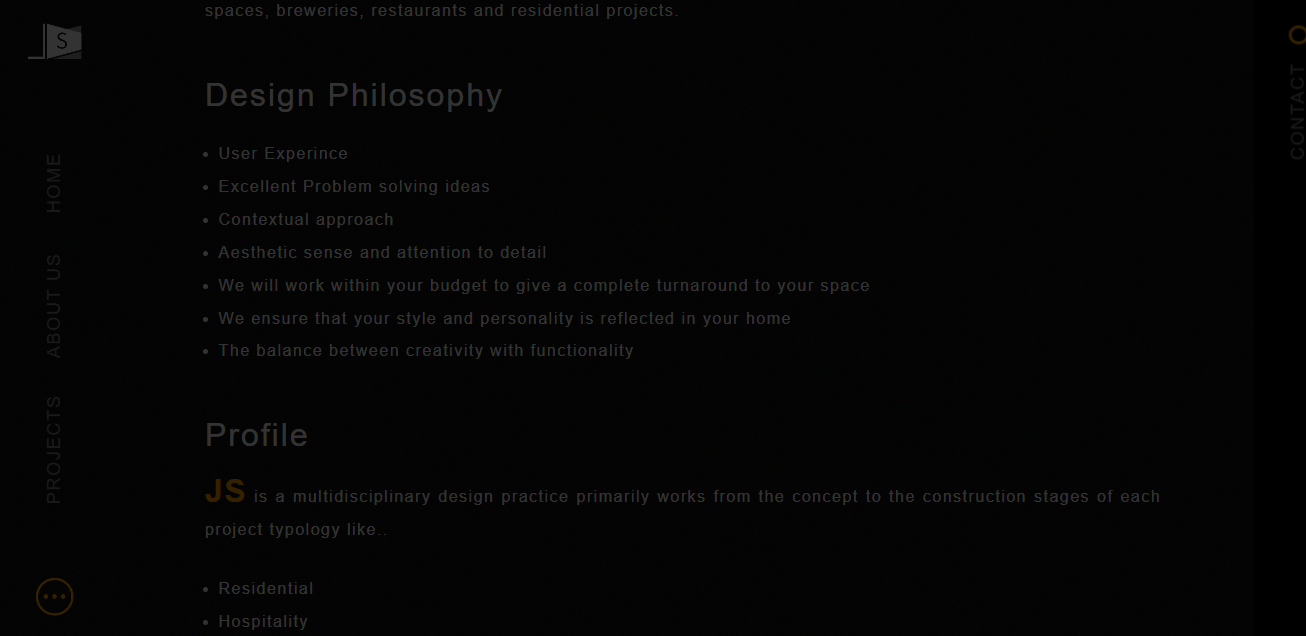 spaces, breweries, restaurants and residential projects.
S
HOME
ABOUT US
PROJECTS
CONTACT
Design Philosophy
User Experince
Excellent Problem solving ideas
Contextual approach
Aesthetic sense and attention to detail
We will work within your budget to give a complete turnaround to your space
We ensure that your style and personality is reflected in your home
The balance between creativity with functionality
Profile
JS is a multidisciplinary design practice primarily works from the concept to the construction stages of each
project typology like..
Residential
Hospitality